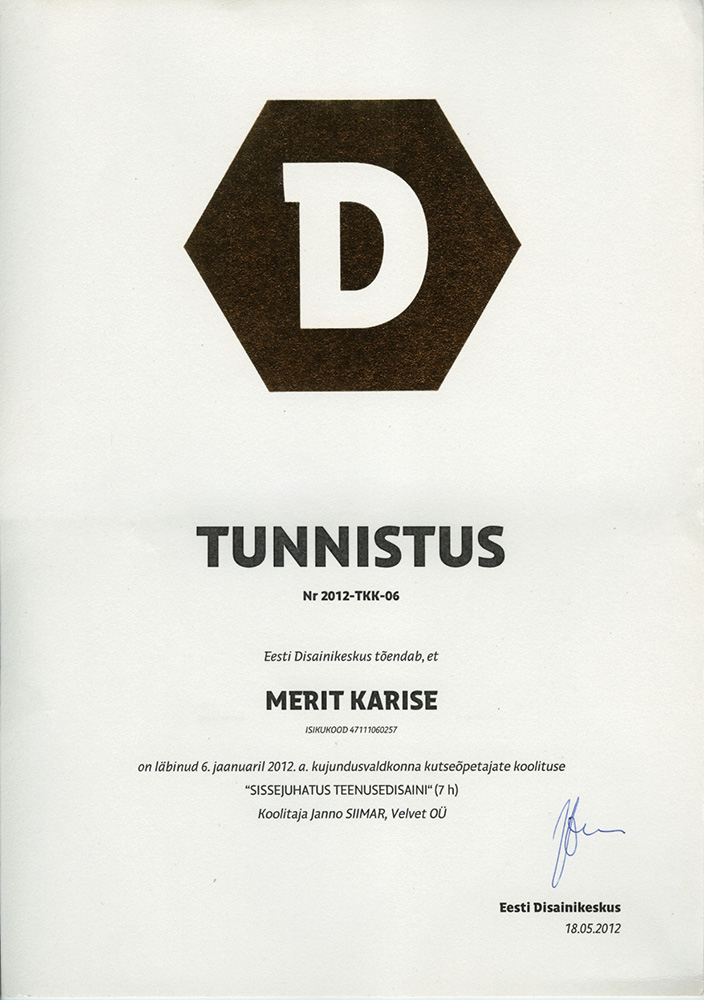 D
TUNNISTUS
Nr 2012-TKK-06
Eesti Disainikeskus tõendab, et
MERIT KARISE
ISIKUKOOD 47111060257
on läbinud 6. jaanuaril 2012. a. kujundusvaldkonna kutseõpetajate koolituse
“SISSEJUHATUS TEENUSEDISAINI“ (7 h)
Koolitaja Janno SIIMAR, Velvet OÜ
Eesti Disainikeskus
18.05.2012